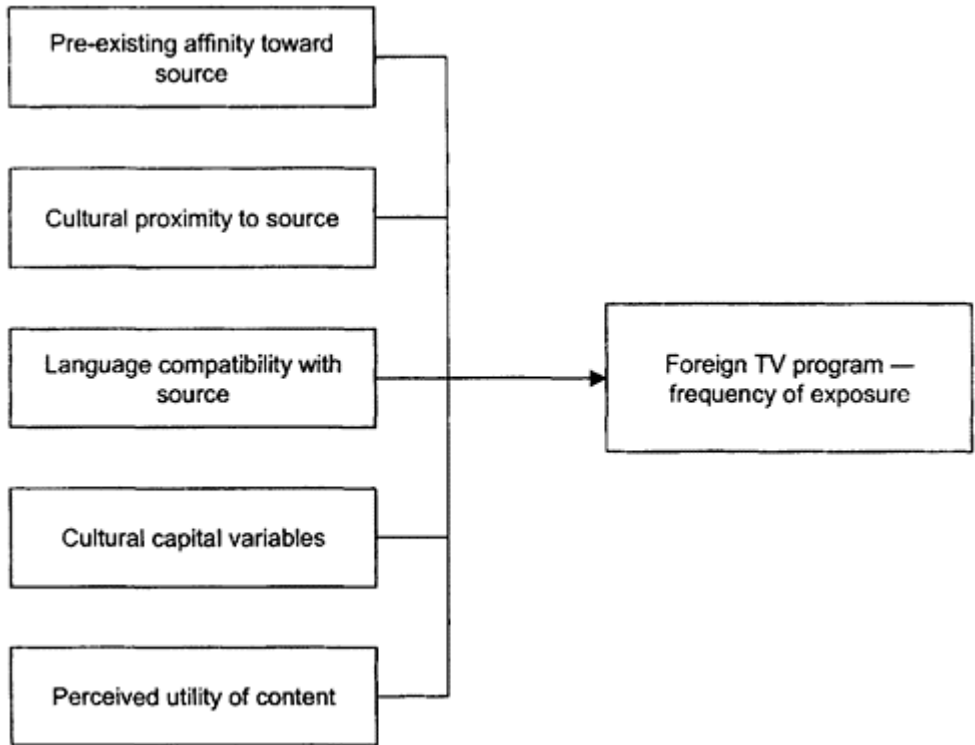 Pre-existing affinity toward
source
Cultural proximity to source
Language compatibility with
source
Foreign TV program —
frequency of exposure
Cultural capital variables
Perceived utility of content